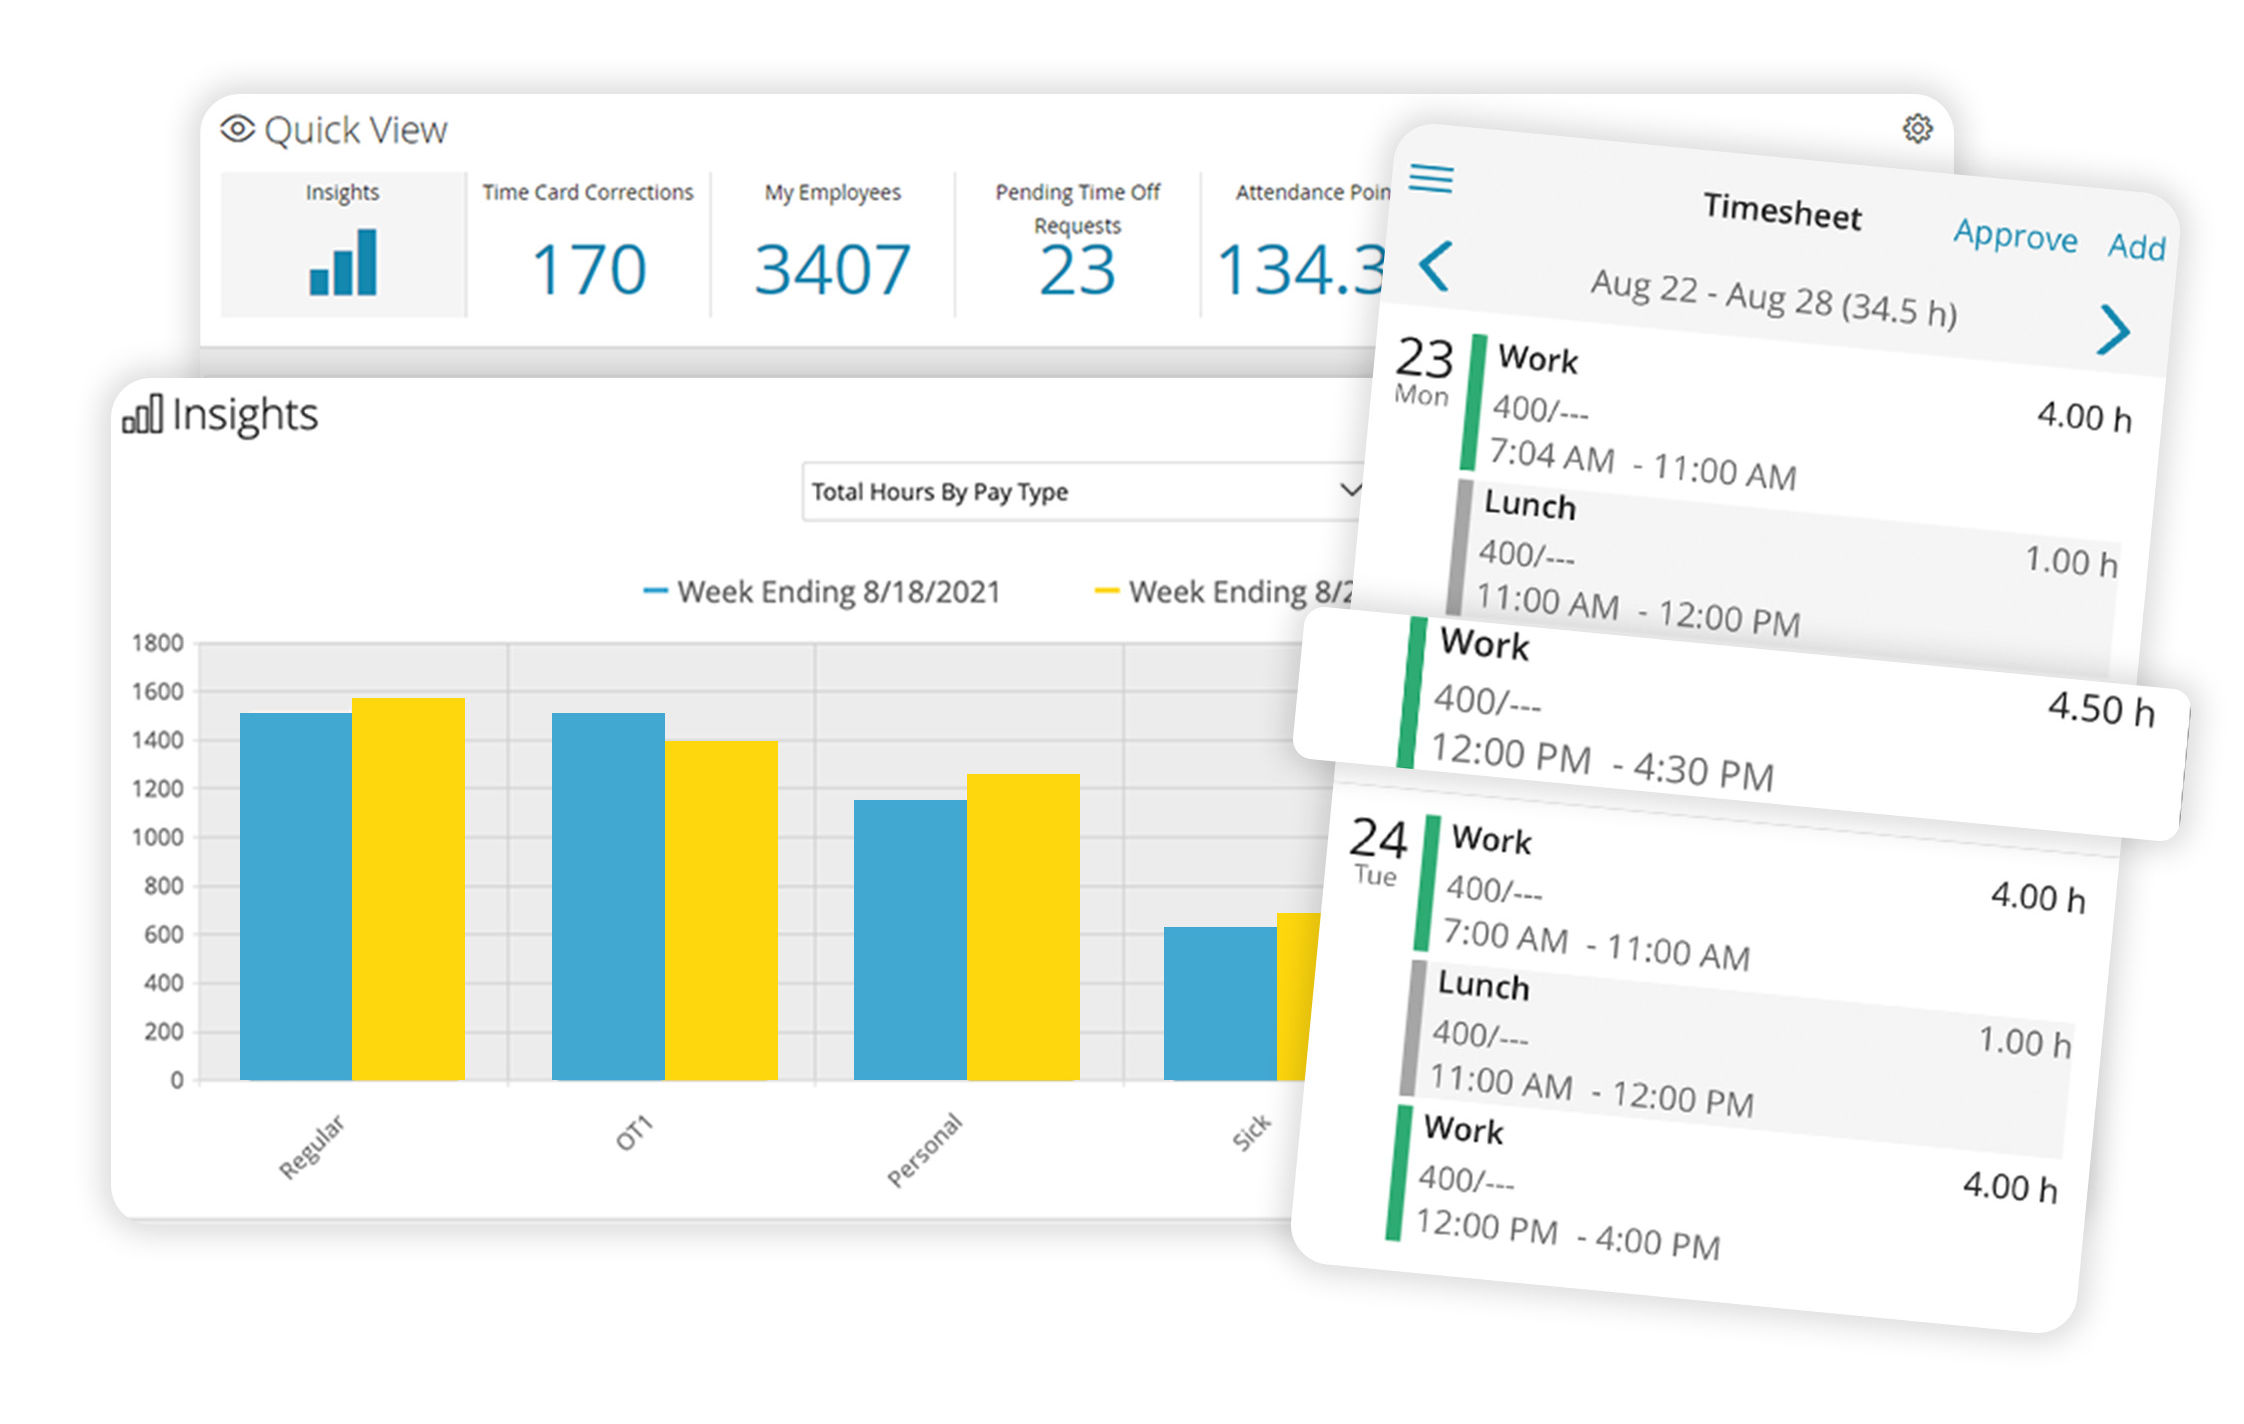 Quick View
Insights
Time Card Corrections
170
My Employees
3407
Pending Time Off
Requests
23
Attendance
134.3
Insights
Total Hours By Pay Type
Week Ending 8/18/2021
Week Ending
1800
1600
1400
1200
1000
800
600
400
200
0
Regular
OT1
Personal
Sick
Timesheet
Approve
Add
Aug 22 - Aug 28 (34.5 h)
23
Mon
Work
400/---
4.00 h
7:04 AM - 11:00 AM
Lunch
400/---
1.00 h
11:00 AM - 12:00 PM
Work
400/---
4.50 h
12:00 PM - 4:30 PM
24
Tue
Work
400/---
4.00 h
7:00 AM - 11:00 AM
Lunch
400/---
1.00 h
11:00 AM - 12:00 PM
Work
400/---
4.00 h
12:00 PM - 4:00 PM